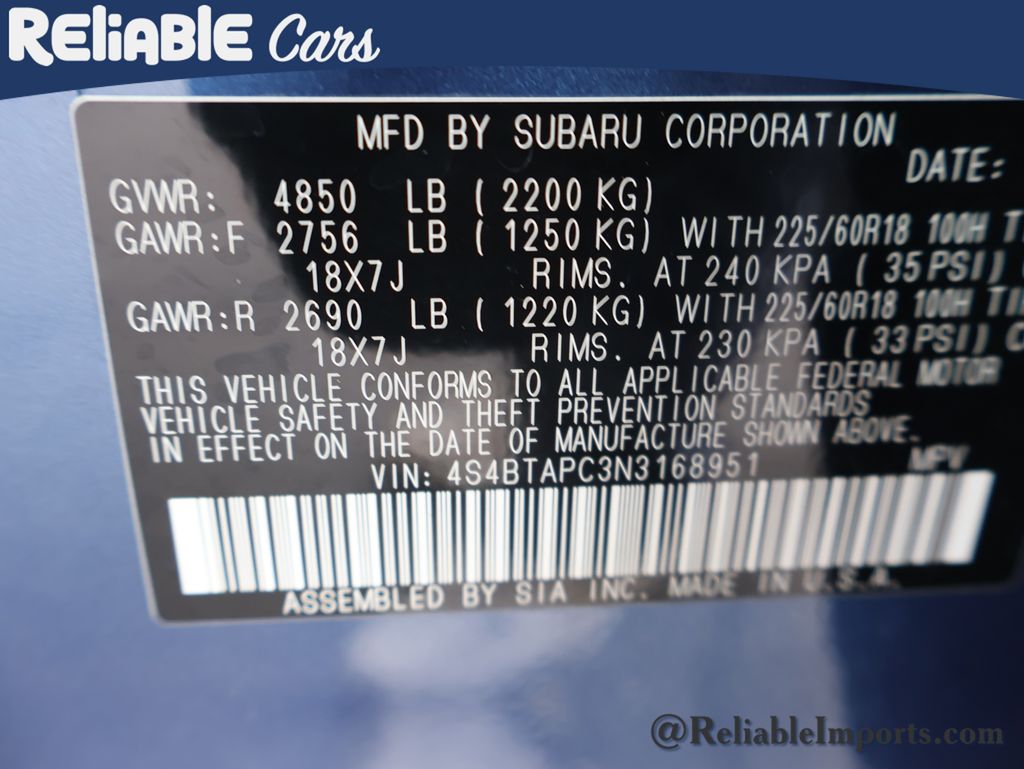 Reliable Cars
MFD BY SUBARU CORPORATION
DATE:
GVWR: 4850 LB ( 2200 KG)
GAWR:F 2756 LB ( 1250 KG) WITH 225/60R18 100H TI
18X7J RIMS. AT 240 KPA ( 35 PSI)
GAWR:R 2690 LB ( 1220 KG) WITH 225/60R18 100H TI
18X7J RIMS. AT 230 KPA ( 33 PSI) C
THIS VEHICLE CONFORMS TO ALL APPLICABLE FEDERAL MOTOR
VEHICLE SAFETY AND THEFT PREVENTION STANDARDS
IN EFFECT ON THE DATE OF MANUFACTURE SHOWN ABOVE.
VIN: 4S4BTAPC3N3168951 MPV
ASSEMBLED BY SIA INC. MADE IN U.S.A.
@ReliableImports.com